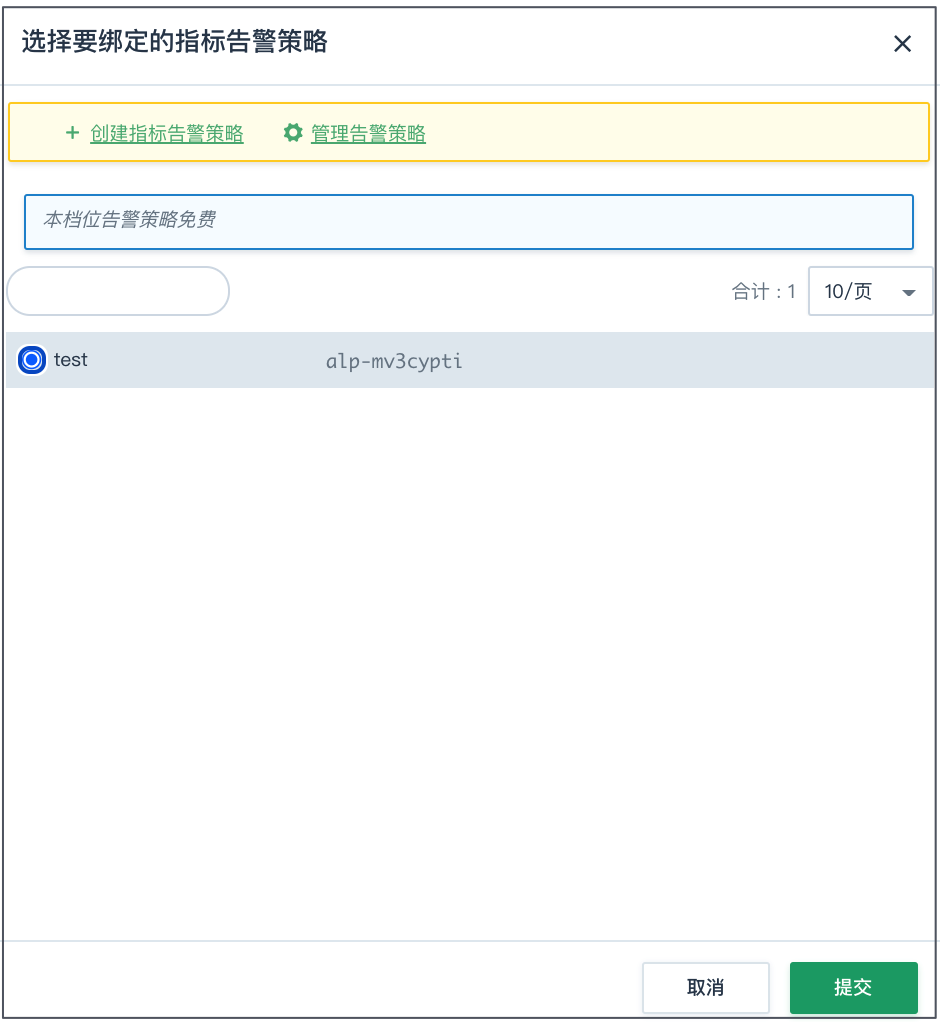 选择要绑定的指标告警策略
创建指标告警策略 管理告警策略
本档位告警策略免费
合计：1 10/页
test alp-mv3cypti
取消 提交